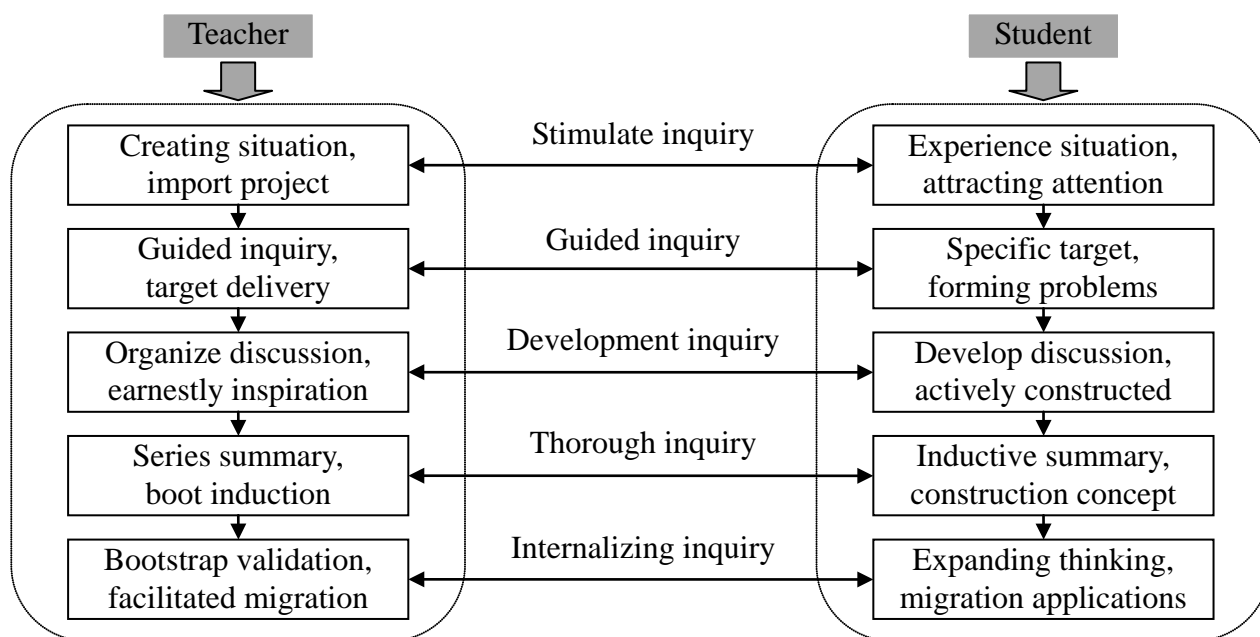 Teacher
Student
Creating situation,
import project
Stimulate inquiry
Experience situation,
attracting attention
Guided inquiry,
target delivery
Guided inquiry
Specific target,
forming problems
Organize discussion,
earnestly inspiration
Development inquiry
Develop discussion,
actively constructed
Series summary,
boot induction
Thorough inquiry
Inductive summary,
construction concept
Bootstrap validation,
facilitated migration
Internalizing inquiry
Expanding thinking,
migration applications